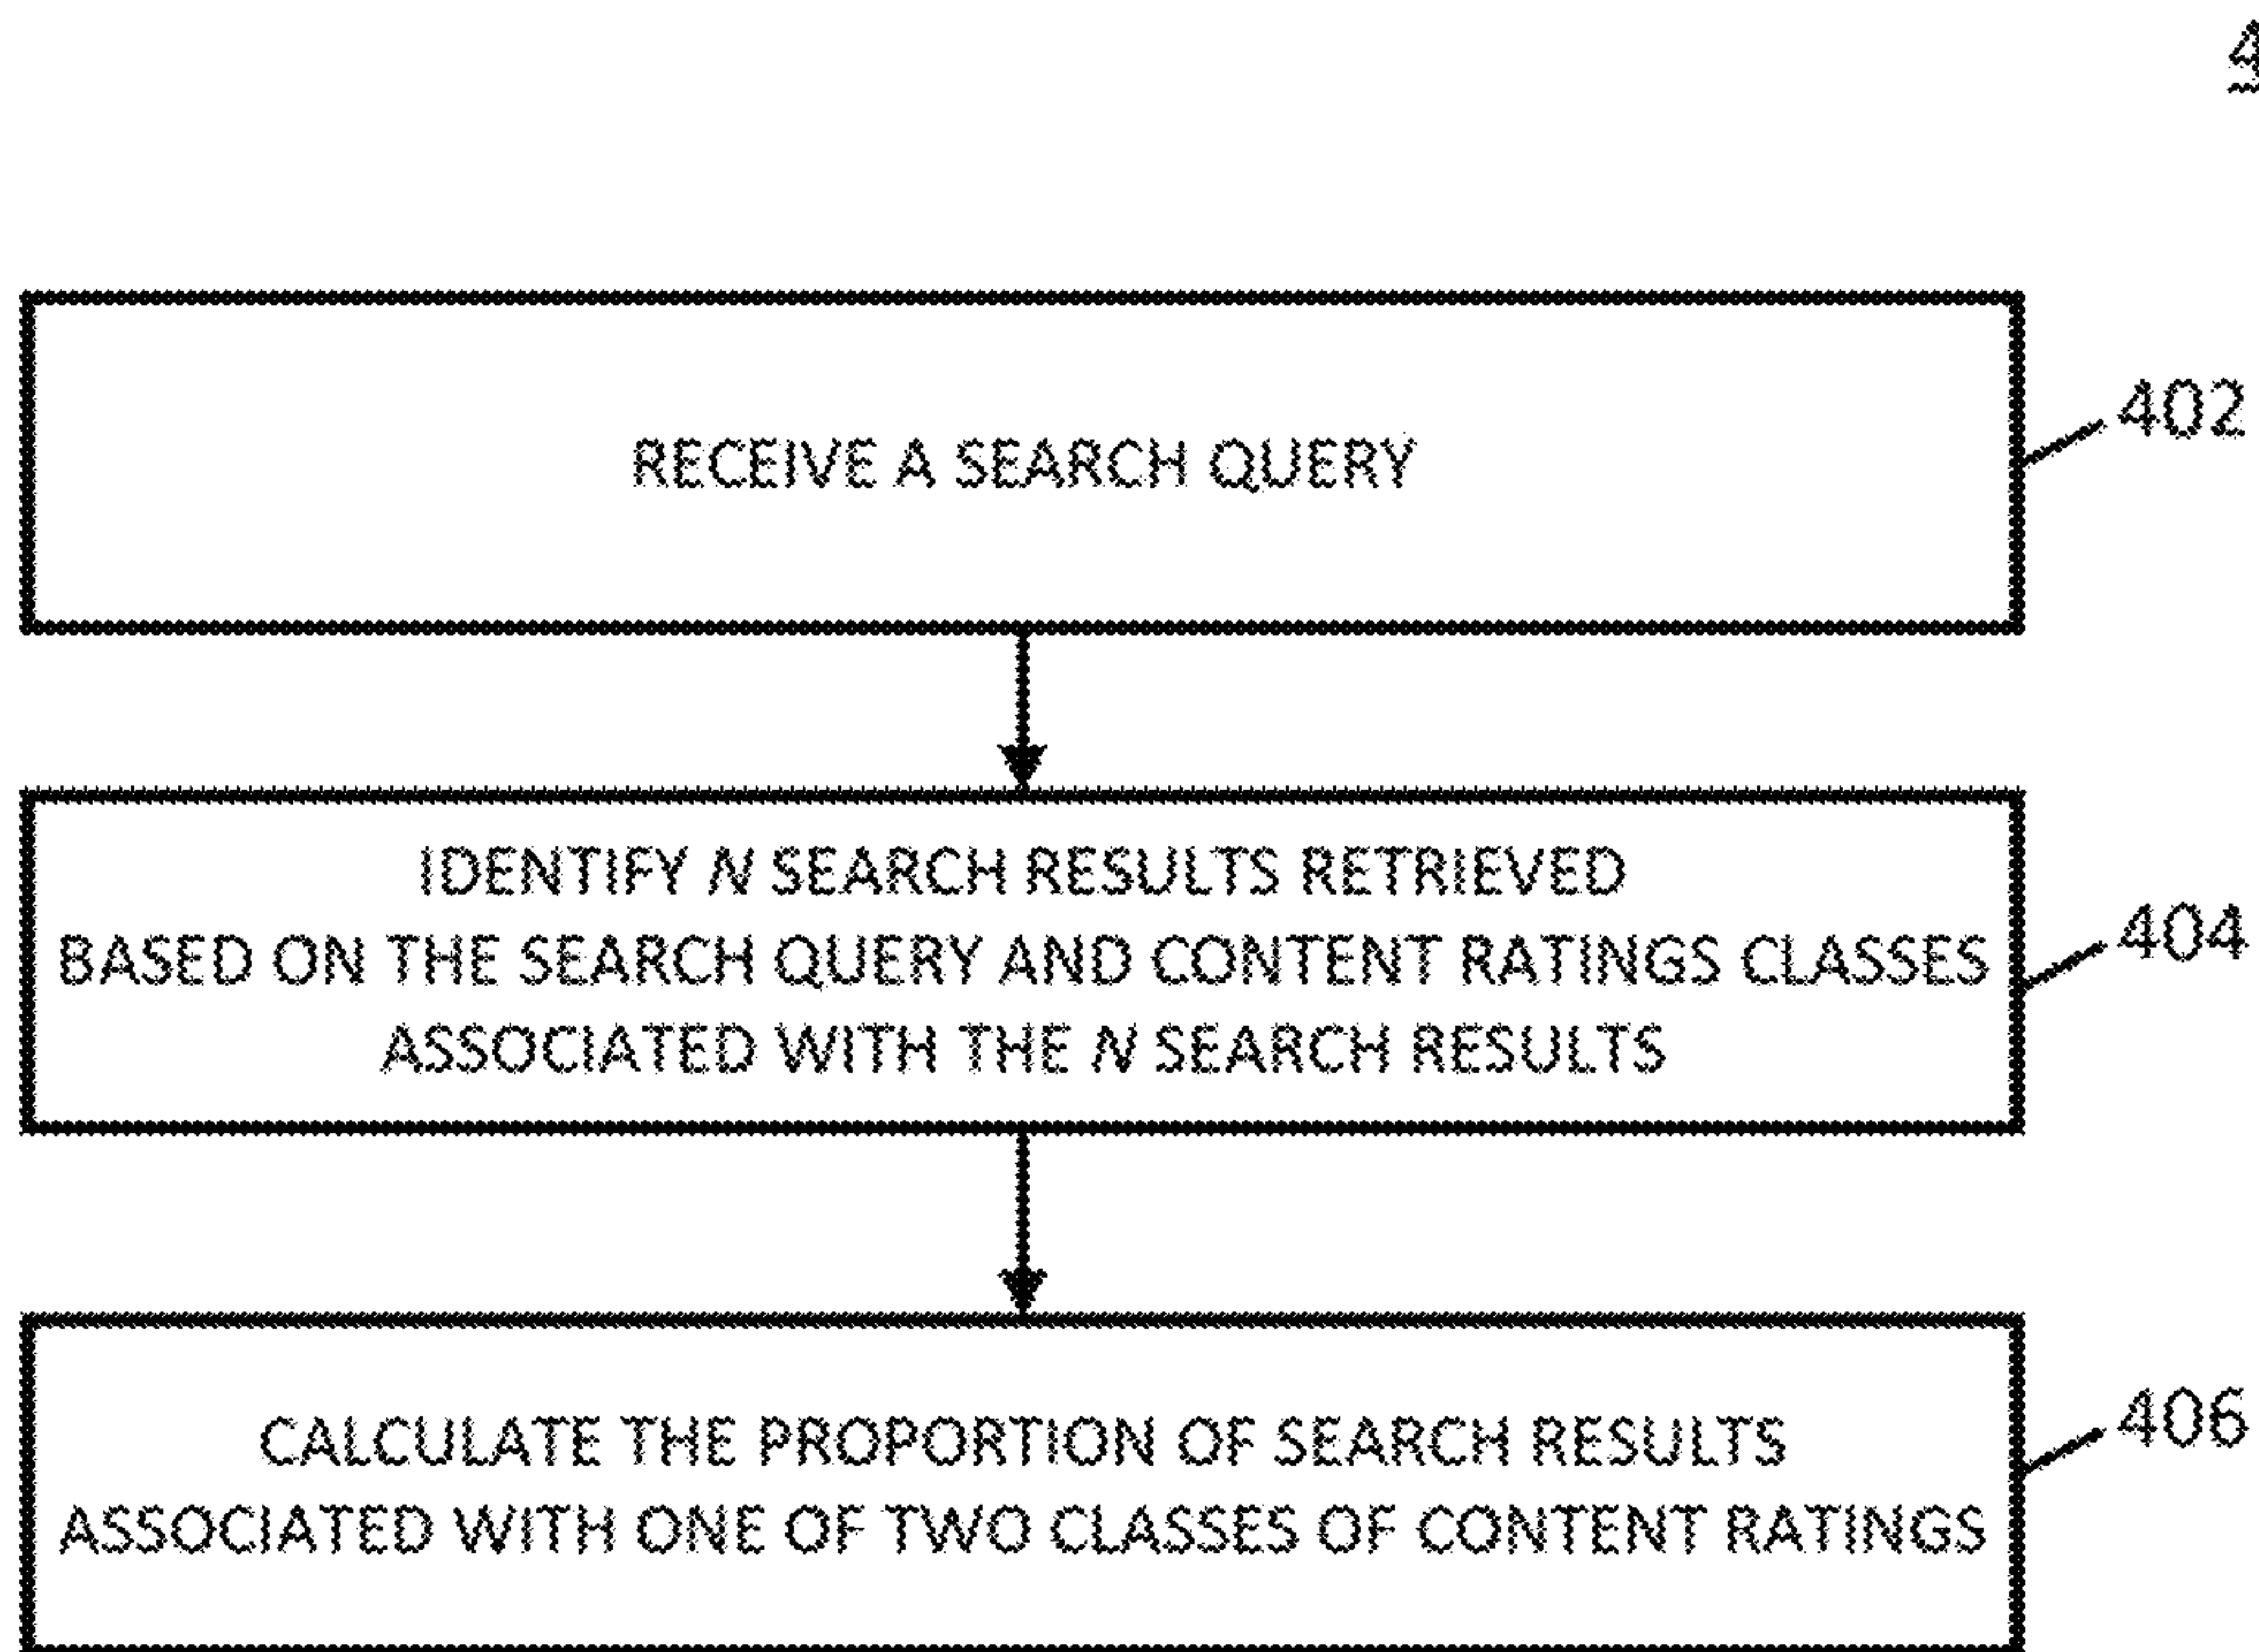 4
RECEIVE A SEARCH QUERY
402
IDENTIFY N SEARCH RESULTS RETRIEVED
BASED ON THE SEARCH QUERY AND CONTENT RATINGS CLASSES
ASSOCIATED WITH THE N SEARCH RESULTS
404
CALCULATE THE PROPORTION OF SEARCH RESULTS
ASSOCIATED WITH ONE OF TWO CLASSES OF CONTENT RATINGS
406